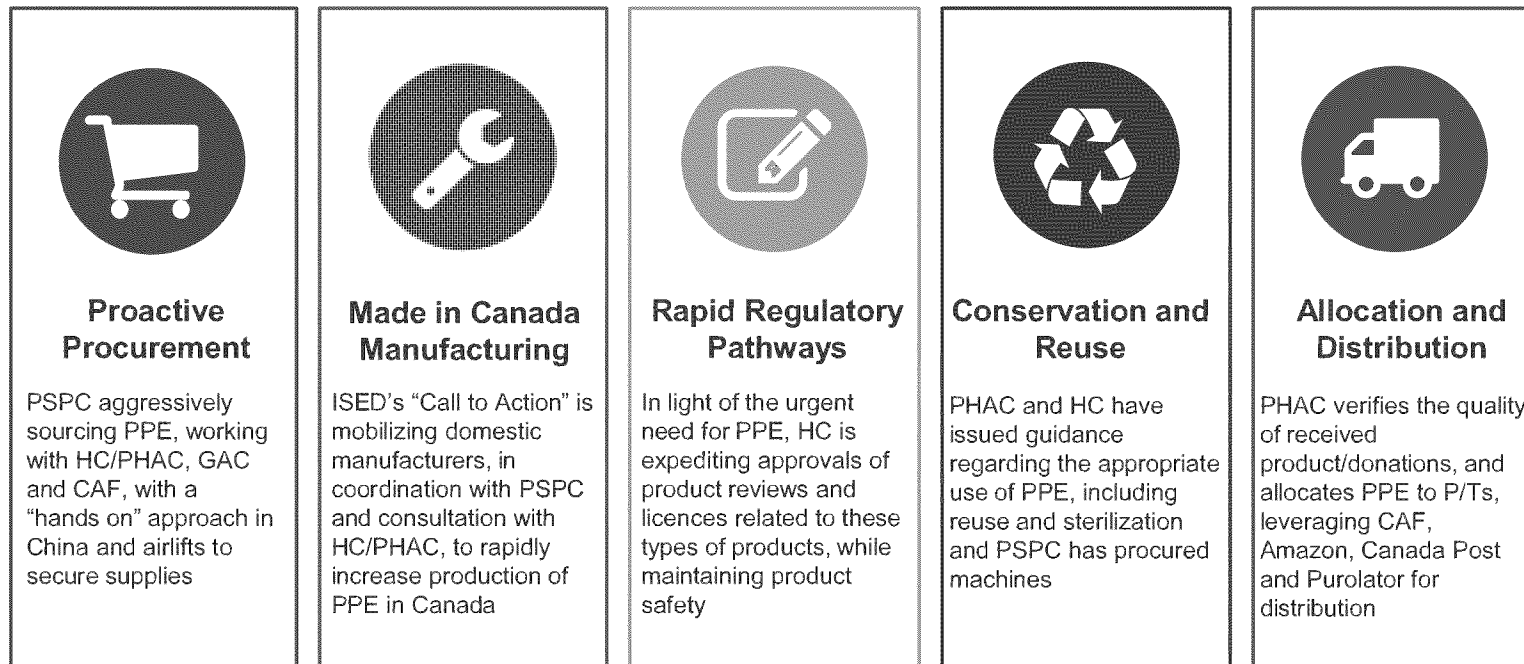 Proactive
Procurement
PSPC aggressively
sourcing PPE, working
with HC/PHAC, GAC
and CAF, with a
“hands on” approach in
China and airlifts to
secure supplies
Made in Canada
Manufacturing
ISED’s “Call to Action” is
mobilizing domestic
manufacturers, in
coordination with PSPC
and consultation with
HC/PHAC, to rapidly
increase production of
PPE in Canada
Rapid Regulatory
Pathways
In light of the urgent
need for PPE, HC is
expediting approvals of
product reviews and
licences related to these
types of products, while
maintaining product
safety
Conservation and
Reuse
PHAC and HC have
issued guidance
regarding the appropriate
use of PPE, including
reuse and sterilization
and PSPC has procured
machines
Allocation and
Distribution
PHAC verifies the quality
of received
product/donations, and
allocates PPE to P/Ts,
leveraging CAF,
Amazon, Canada Post
and Purolator for
distribution